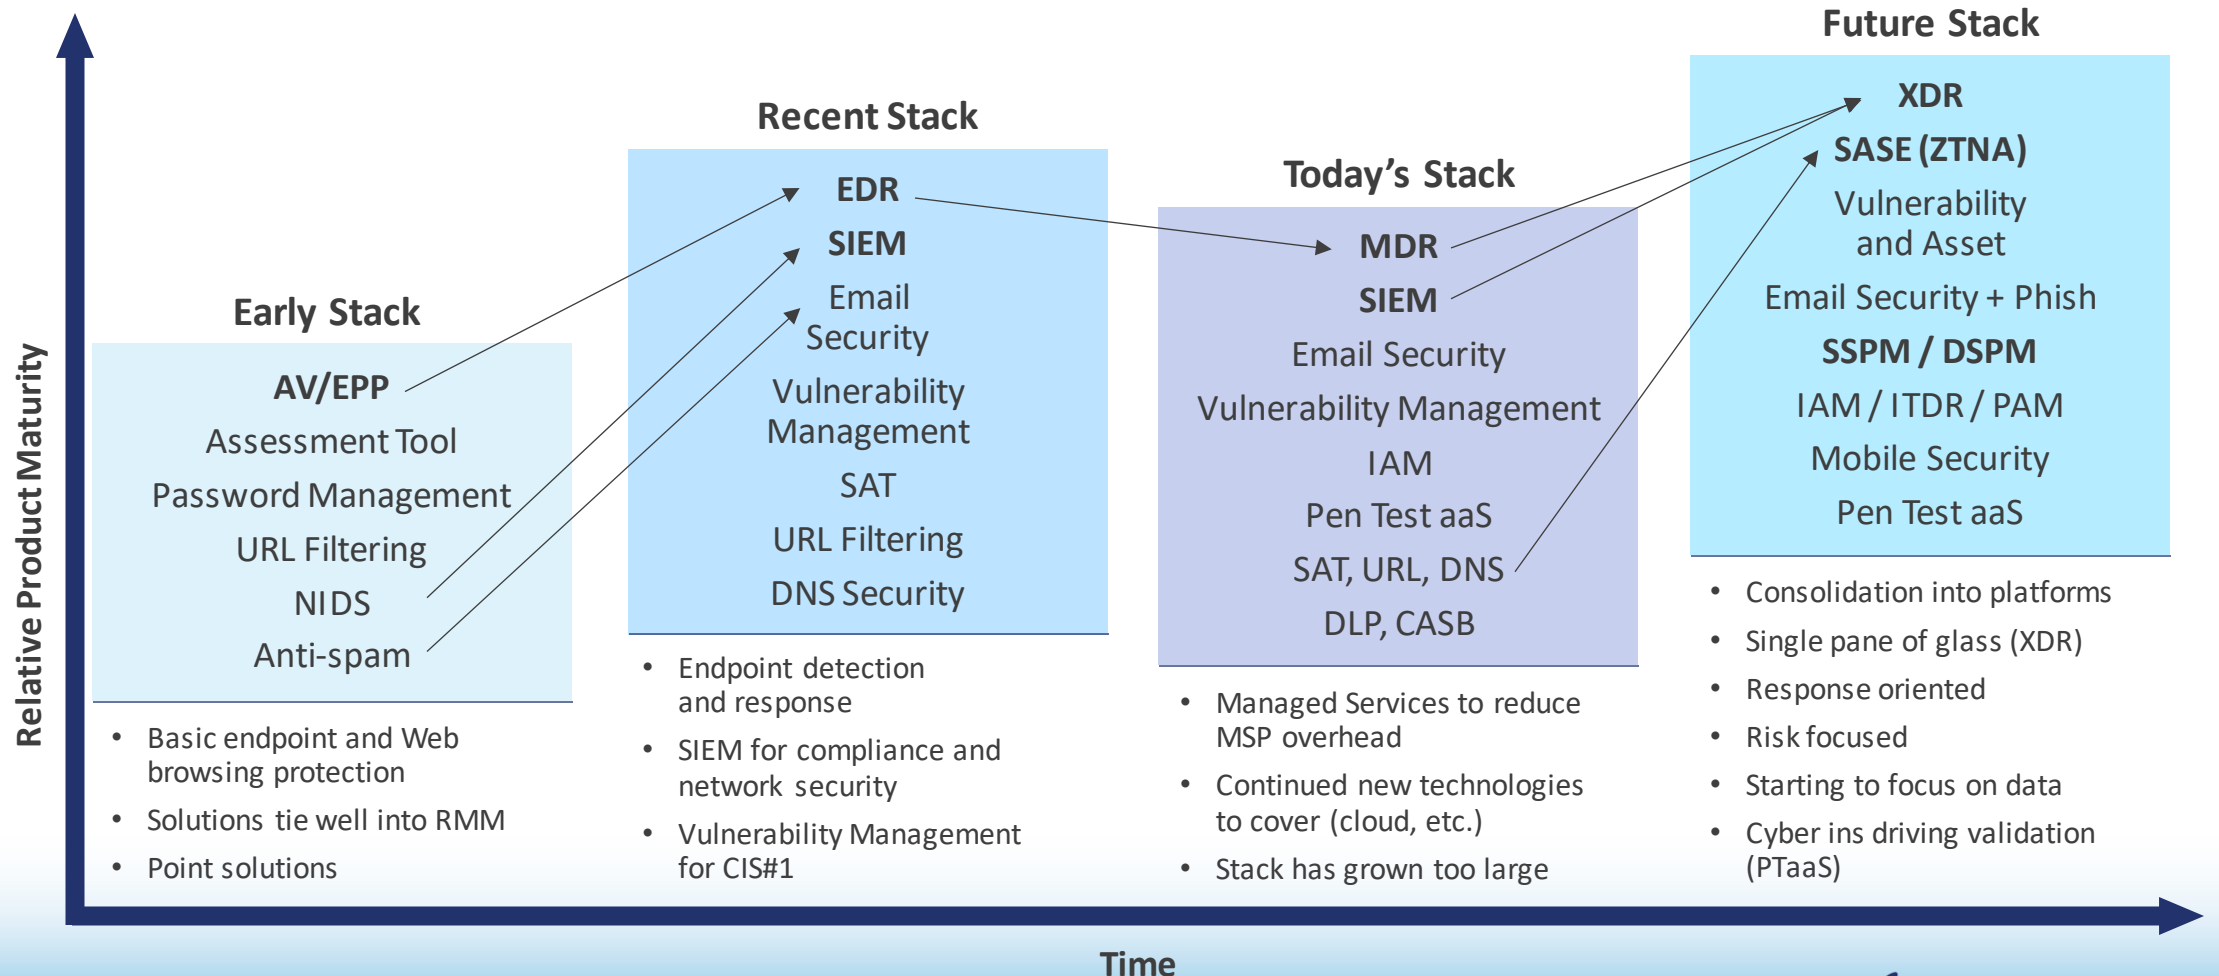 Relative Product Maturity
Early Stack
AV/EPP
Assessment Tool
Password Management
URL Filtering
NIDS
Anti-spam
• Basic endpoint and Web
browsing protection
• Solutions tie well into RMM
• Point solutions
Recent Stack
EDR
SIEM
Email
Security
Vulnerability
Management
SAT
URL Filtering
DNS Security
• Endpoint detection
and response
• SIEM for compliance and
network security
• Vulnerability Management
for CIS#1
Today’s Stack
MDR
SIEM
Email Security
Vulnerability Management
IAM
Pen Test aaS
SAT, URL, DNS
DLP, CASB
• Managed Services to reduce
MSP overhead
• Continued new technologies
to cover (cloud, etc.)
• Stack has grown too large
Future Stack
XDR
SASE (ZTNA)
Vulnerability
and Asset
Email Security + Phish
SSPM / DSPM
IAM / ITDR / PAM
Mobile Security
Pen Test aaS
• Consolidation into platforms
• Single pane of glass (XDR)
• Response oriented
• Risk focused
• Starting to focus on data
• Cyber ins driving validation
(PTaaS)
Time